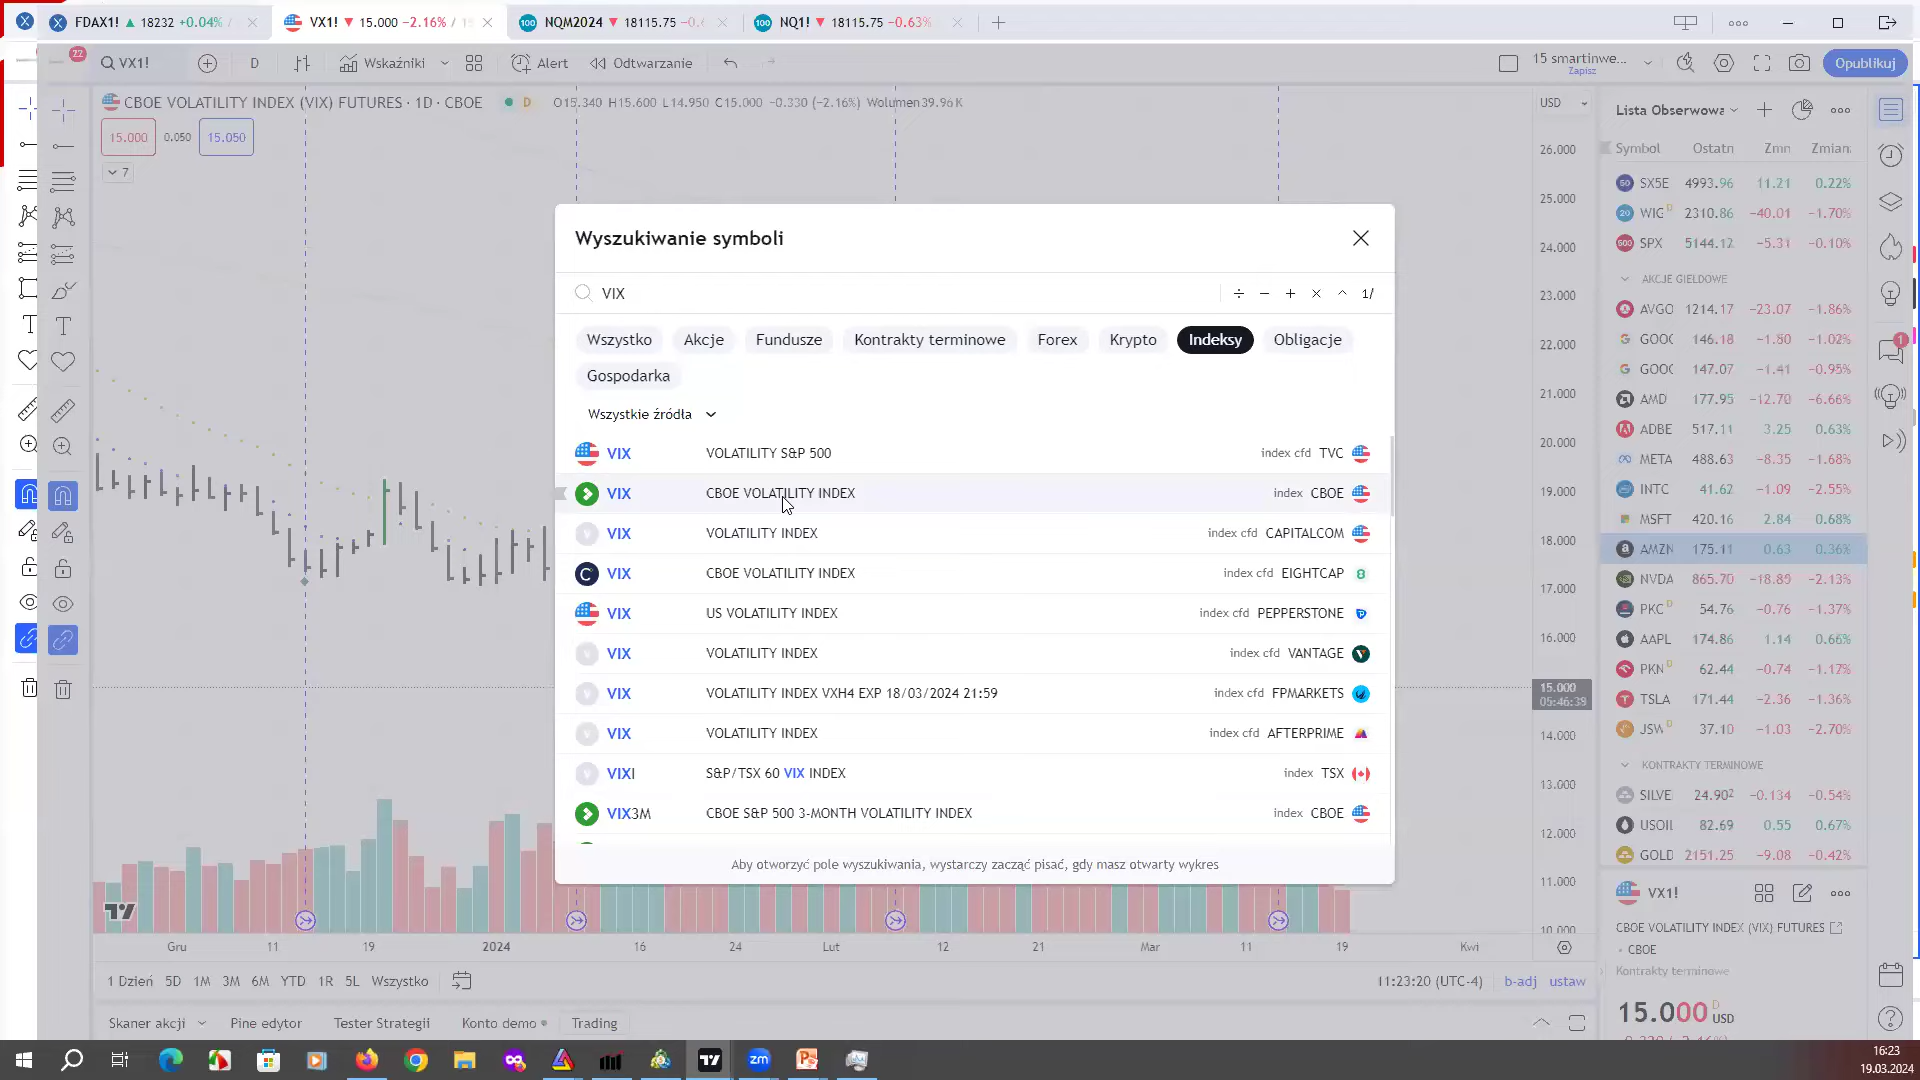 FDAX1! ▲ 18232 +0.04%
VX1! ▼ 15.000 −2.16% /
NQM2024 ▼ 18115.75
NQ1! ▼ 18115.75 −0.63%
22
VX1!
D
Wskaźniki
Alert
Odtwarzanie
15 smartinwe...
Zapisz
Opublikuj
CBOE VOLATILITY INDEX (VIX) FUTURES · 1D · CBOE
D
O15.340 H15.600 L14.950 C15.000 −0.330 (−2.16%) Wolumen39.96K
15.000
0.050
15.050
7
USD
26.000
25.000
24.000
23.000
22.000
21.000
20.000
19.000
18.000
17.000
16.000
15.000
05:46:39
14.000
13.000
12.000
11.000
10.000
Wyszukiwanie symboli
VIX
÷ − + × ^ 1/
Wszystko
Akcje
Fundusze
Kontrakty terminowe
Forex
Krypto
Indeksy
Obligacje
Gospodarka
Wszystkie źródła
VIX VOLATILITY S&P 500 index cfd TVC
VIX CBOE VOLATILITY INDEX index CBOE
VIX VOLATILITY INDEX index cfd CAPITALCOM
VIX CBOE VOLATILITY INDEX index cfd EIGHTCAP
VIX US VOLATILITY INDEX index cfd PEPPERSTONE
VIX VOLATILITY INDEX index cfd VANTAGE
VIX VOLATILITY INDEX VXH4 EXP 18/03/2024 21:59 index cfd FPMARKETS
VIX VOLATILITY INDEX index cfd AFTERPRIME
VIXI S&P/TSX 60 VIX INDEX index TSX
VIX3M CBOE S&P 500 3-MONTH VOLATILITY INDEX index CBOE
Aby otworzyć pole wyszukiwania, wystarczy zacząć pisać, gdy masz otwarty wykres
Gru 11 19 2024 16 24 Lut 12 21 Mar 11 19 Kwi
1 Dzień 5D 1M 3M 6M YTD 1R 5L Wszystko
11:23:20 (UTC-4)
b-adj
ustaw
Skaner akcji
Pine edytor
Tester Strategii
Konto demo
Trading
Lista Obserwowa
Symbol Ostatn Zmn Zmian.
SX5E 4993.96 11.21 0.22%
WIG D 2310.86 −40.01 −1.70%
SPX 5144.12 −5.31 −0.10%
AKCJE GIEŁDOWE
AVGO 1214.17 −23.07 −1.86%
GOOG 146.18 −1.80 −1.02%
GOOG 147.07 −1.41 −0.95%
AMD 177.95 −12.70 −6.66%
ADBE 517.11 3.25 0.63%
META 488.63 −8.35 −1.68%
INTC 41.62 −1.09 −2.55%
MSFT 420.16 2.84 0.68%
AMZN 175.11 0.63 0.36%
NVDA 865.70 −18.85 −2.13%
PKO D 54.76 −0.76 −1.37%
AAPL 174.86 1.14 0.66%
PKN D 62.44 −0.74 −1.17%
TSLA 171.44 −2.36 −1.36%
JSW D 37.10 −1.03 −2.70%
KONTRAKTY TERMINOWE
SILVE 24.902 −0.134 −0.54%
USOIL 82.69 0.55 0.67%
GOLD 2151.25 −9.08 −0.42%
VX1!
CBOE VOLATILITY INDEX (VIX) FUTURES
• CBOE
Kontrakty terminowe
15.000 D USD
1
16:23
19.03.2024